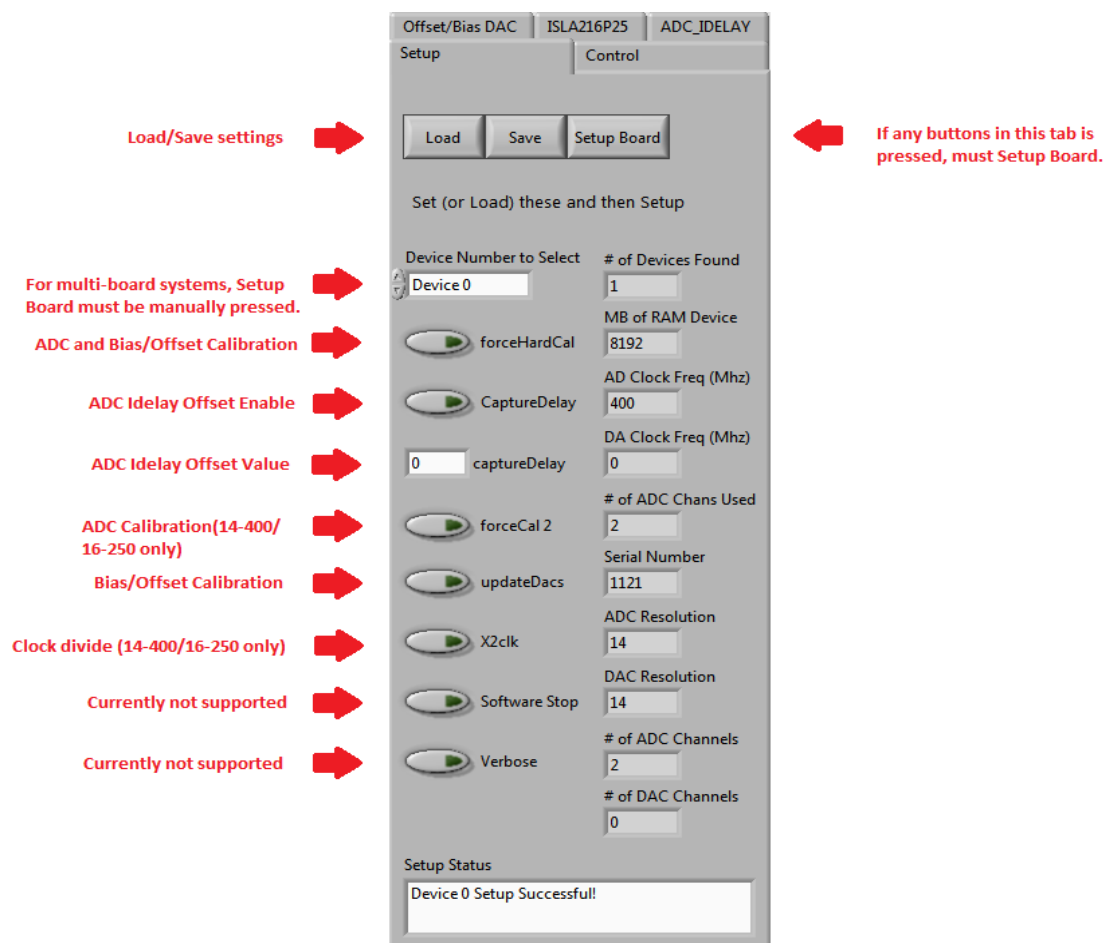 Offset/Bias DAC ISLA216P25 ADC_IDELAY
Setup Control
Load/Save settings
Load Save Setup Board
If any buttons in this tab is
pressed, must Setup Board.
Set (or Load) these and then Setup
For multi-board systems, Setup
Board must be manually pressed.
Device Number to Select
Device 0
# of Devices Found
1
ADC and Bias/Offset Calibration
forceHardCal
MB of RAM Device
8192
ADC Idelay Offset Enable
CaptureDelay
AD Clock Freq (Mhz)
400
ADC Idelay Offset Value
0 captureDelay
DA Clock Freq (Mhz)
0
ADC Calibration(14-400/
16-250 only)
forceCal 2
# of ADC Chans Used
2
Bias/Offset Calibration
updateDacs
Serial Number
1121
Clock divide (14-400/16-250 only)
X2clk
ADC Resolution
14
Currently not supported
Software Stop
DAC Resolution
14
Currently not supported
Verbose
# of ADC Channels
2
# of DAC Channels
0
Setup Status
Device 0 Setup Successful!